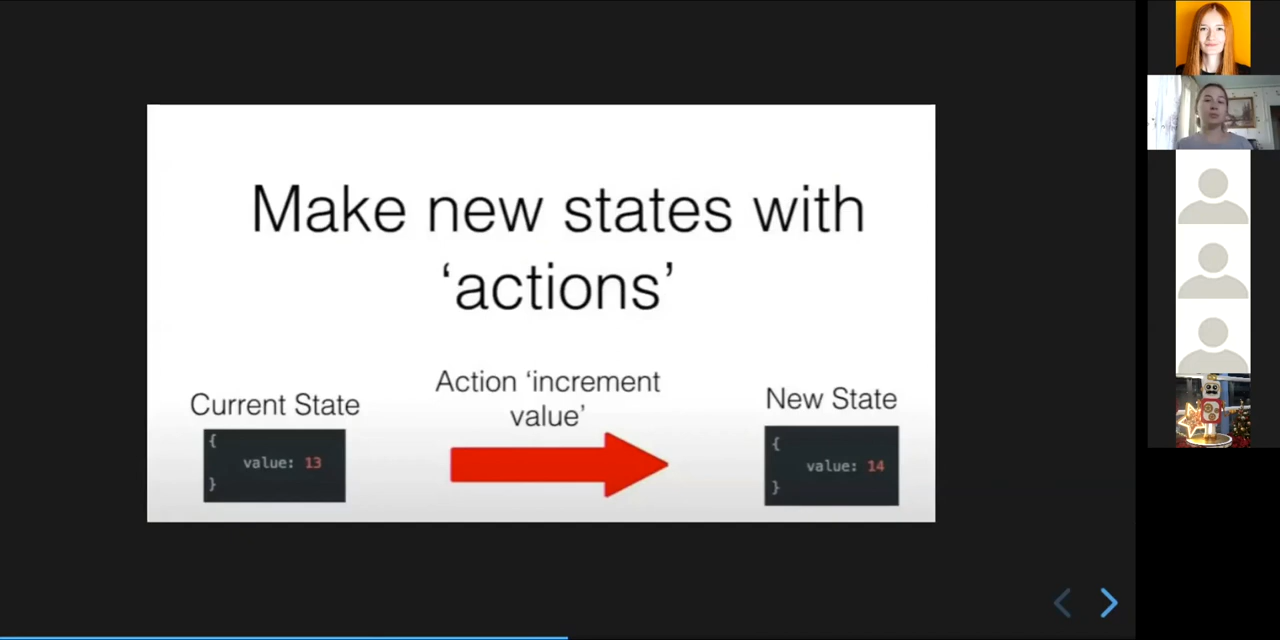 Make new states with
‘actions’
Action ‘increment
value’
Current State
New State
{
value: 13
}
{
value: 14
}